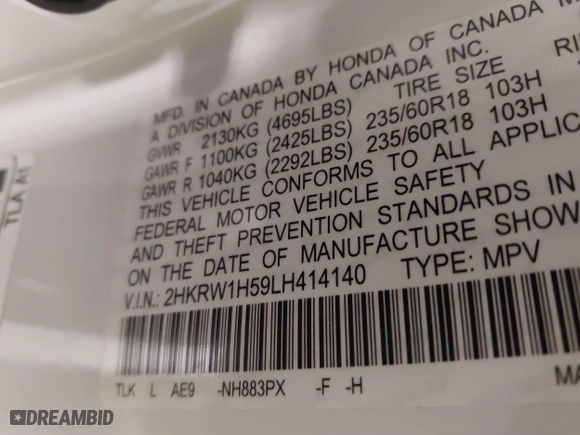 MFD. IN CANADA BY HONDA OF CANADA
A DIVISION OF HONDA CANADA INC.
GVWR 2130KG (4695LBS) TIRE SIZE
GAWR F 1100KG (2425LBS) 235/60R18 103H
GAWR R 1040KG (2292LBS) 235/60R18 103H
THIS VEHICLE CONFORMS TO ALL APPLIC
FEDERAL MOTOR VEHICLE SAFETY
AND THEFT PREVENTION STANDARDS IN
ON THE DATE OF MANUFACTURE SHOW
V.I.N.: 2HKRW1H59LH414140 TYPE: MPV
TLK L AE9 -NH883PX -F -H MA
TLA A1
DREAMBID